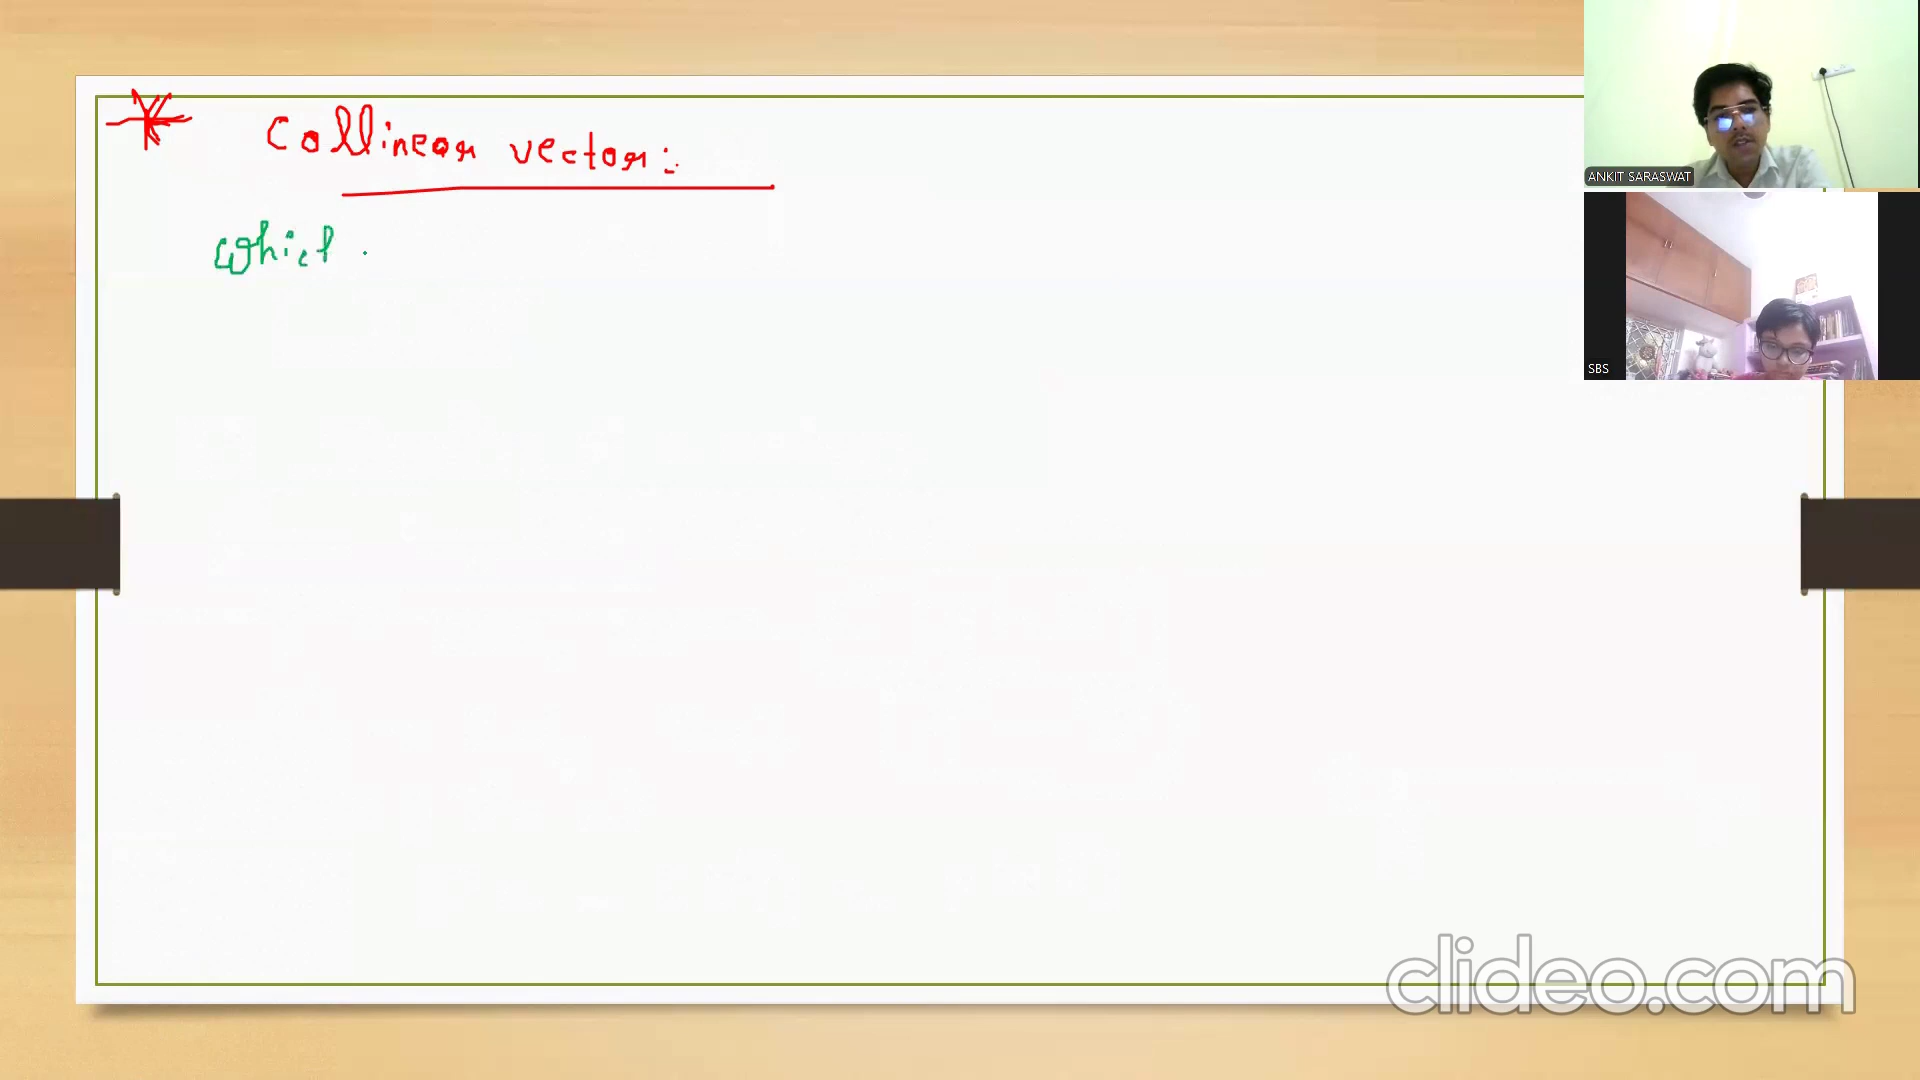 Collinear vector:
which
ANKIT SARASWAT
SBS
clideo.com